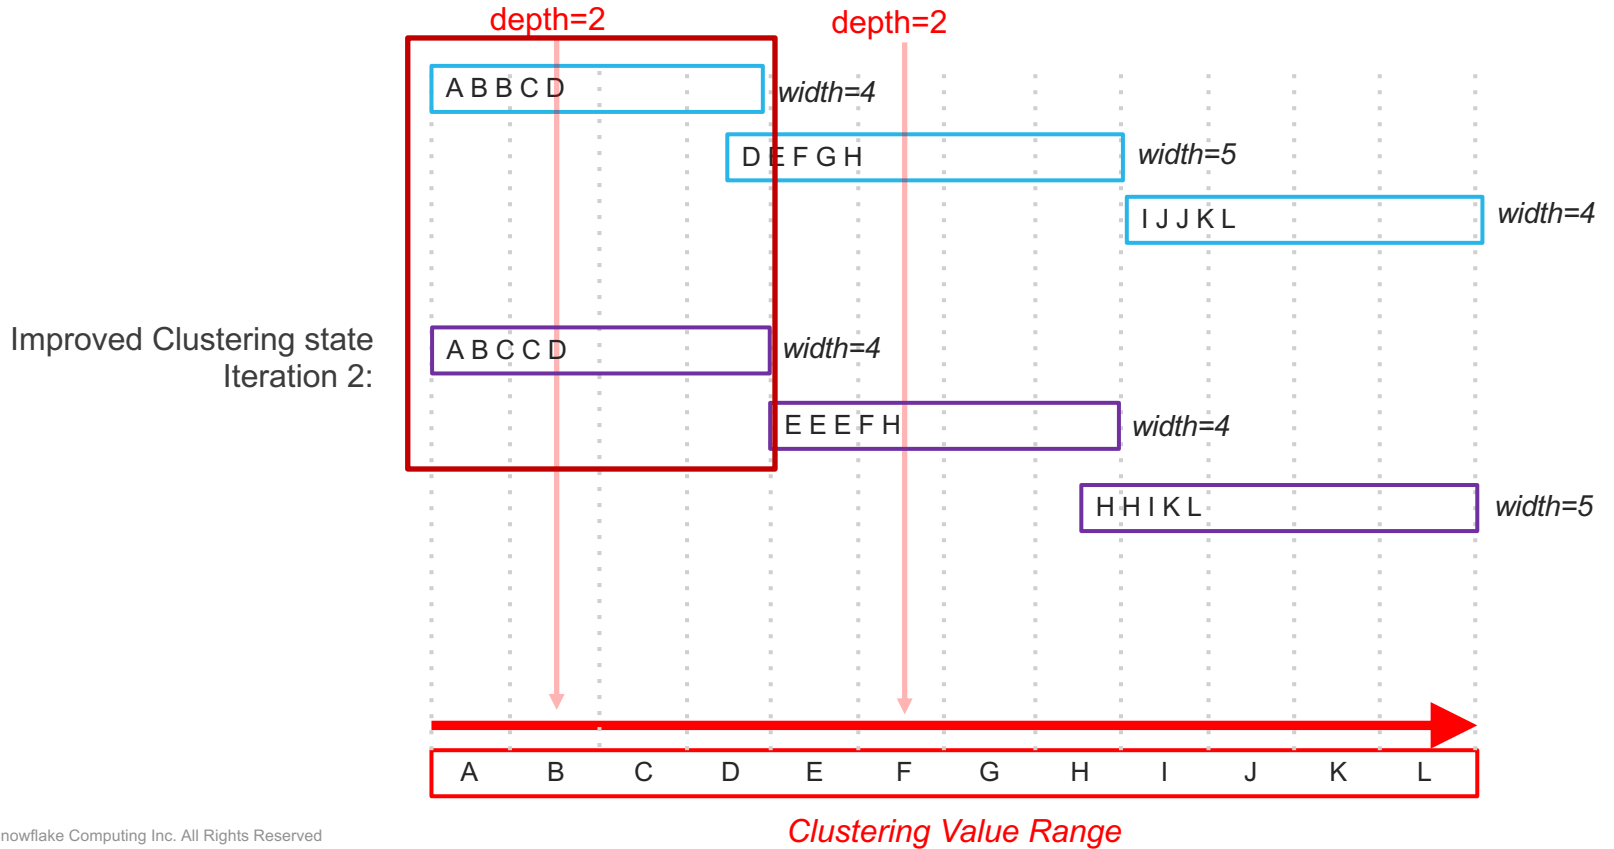 depth=2
depth=2
A B B C D
width=4
D E F G H
width=5
I J J K L
width=4
Improved Clustering state
Iteration 2:
A B C C D
width=4
E E E F H
width=4
H H I K L
width=5
A B C D E F G H I J K L
Clustering Value Range
nowflake Computing Inc. All Rights Reserved